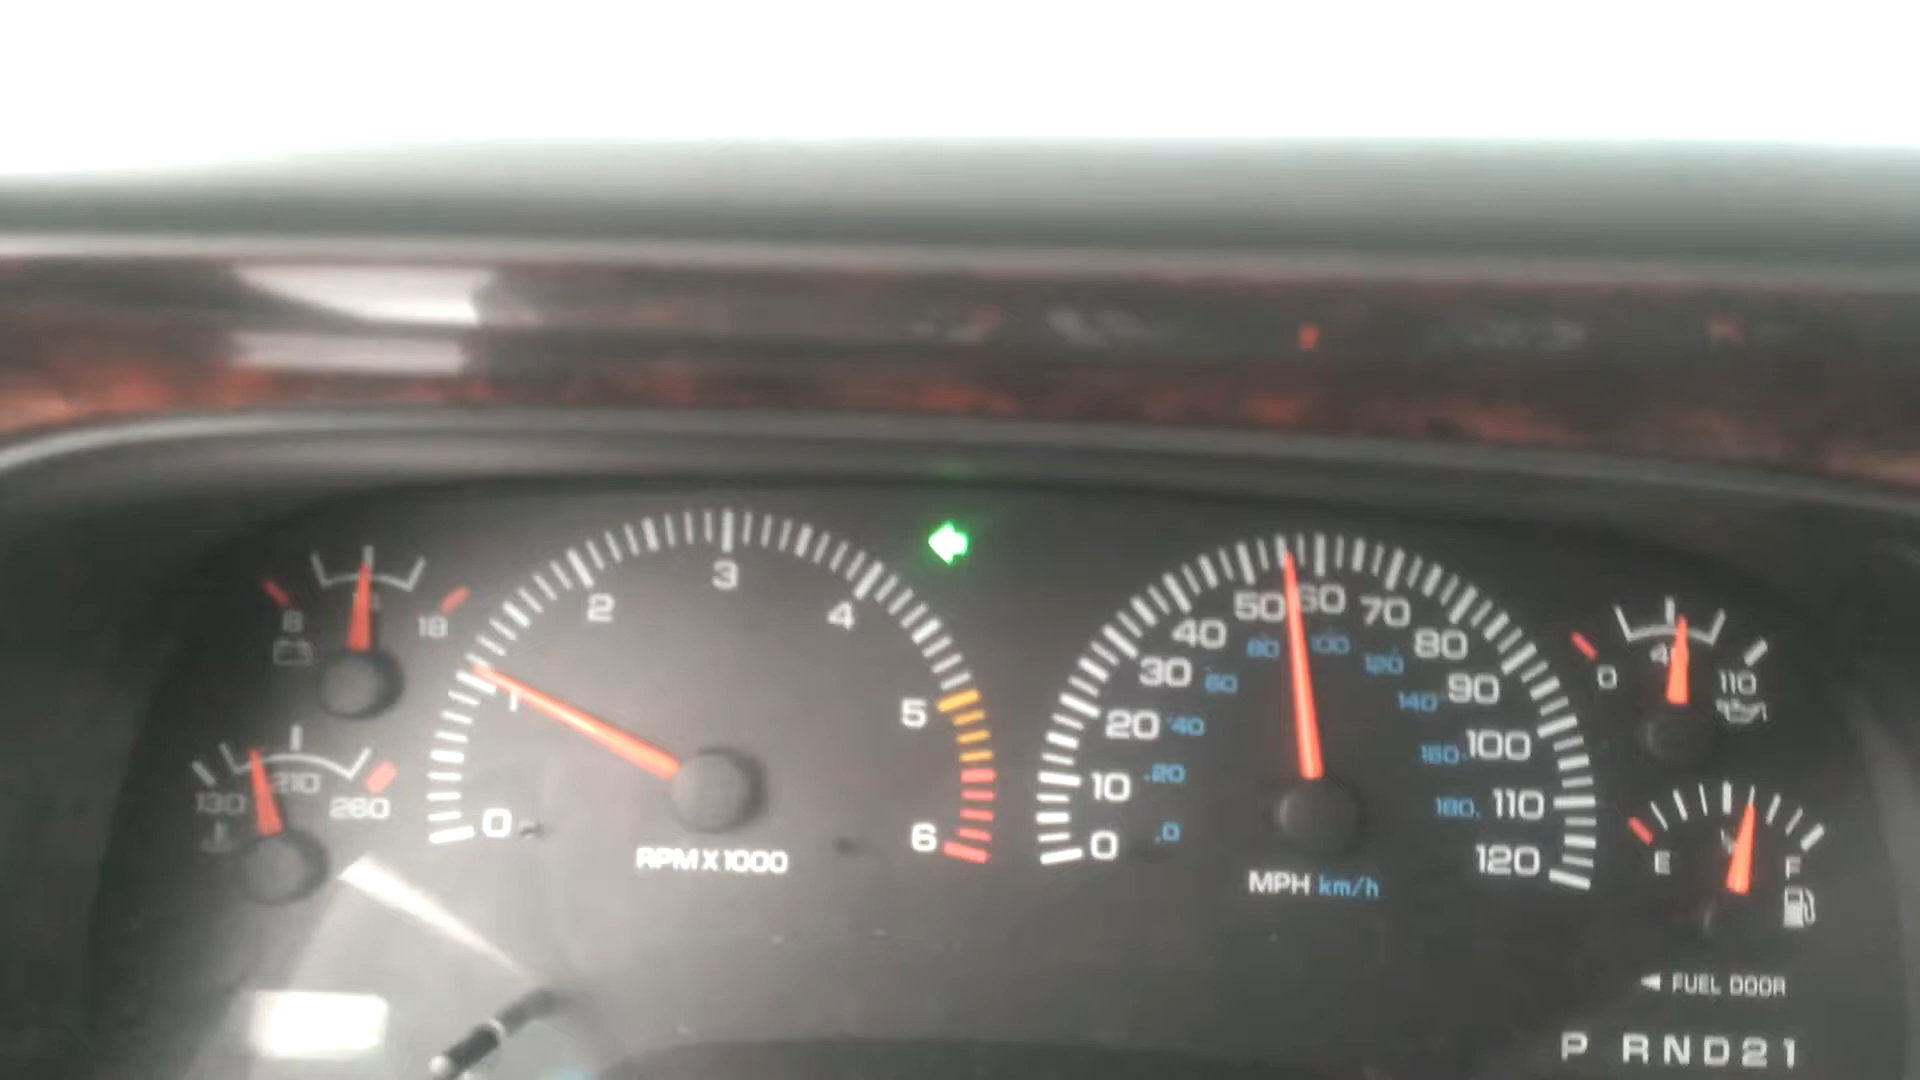 8 18
130 210 260
0 1 2 3 4 5 6
RPM X 1000
0 10 20 30 40 50 60 70 80 90 100 110 120
.0 .20 40 60 80 100 120 140 160. 180.
MPH km/h
0 40 110
E F
◄ FUEL DOOR
P RND21